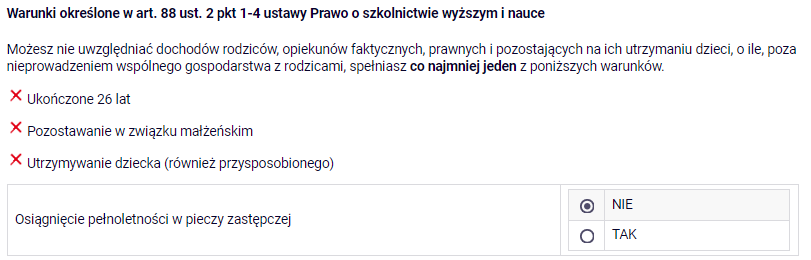 Warunki określone w art. 88 ust. 2 pkt 1-4 ustawy Prawo o szkolnictwie wyższym i nauce
Możesz nie uwzględniać dochodów rodziców, opiekunów faktycznych, prawnych i pozostających na ich utrzymaniu dzieci, o ile, poza
nieprowadzeniem wspólnego gospodarstwa z rodzicami, spełniasz co najmniej jeden z poniższych warunków.
Ukończone 26 lat
Pozostawanie w związku małżeńskim
Utrzymywanie dziecka (również przysposobionego)
Osiągnięcie pełnoletności w pieczy zastępczej
NIE
TAK